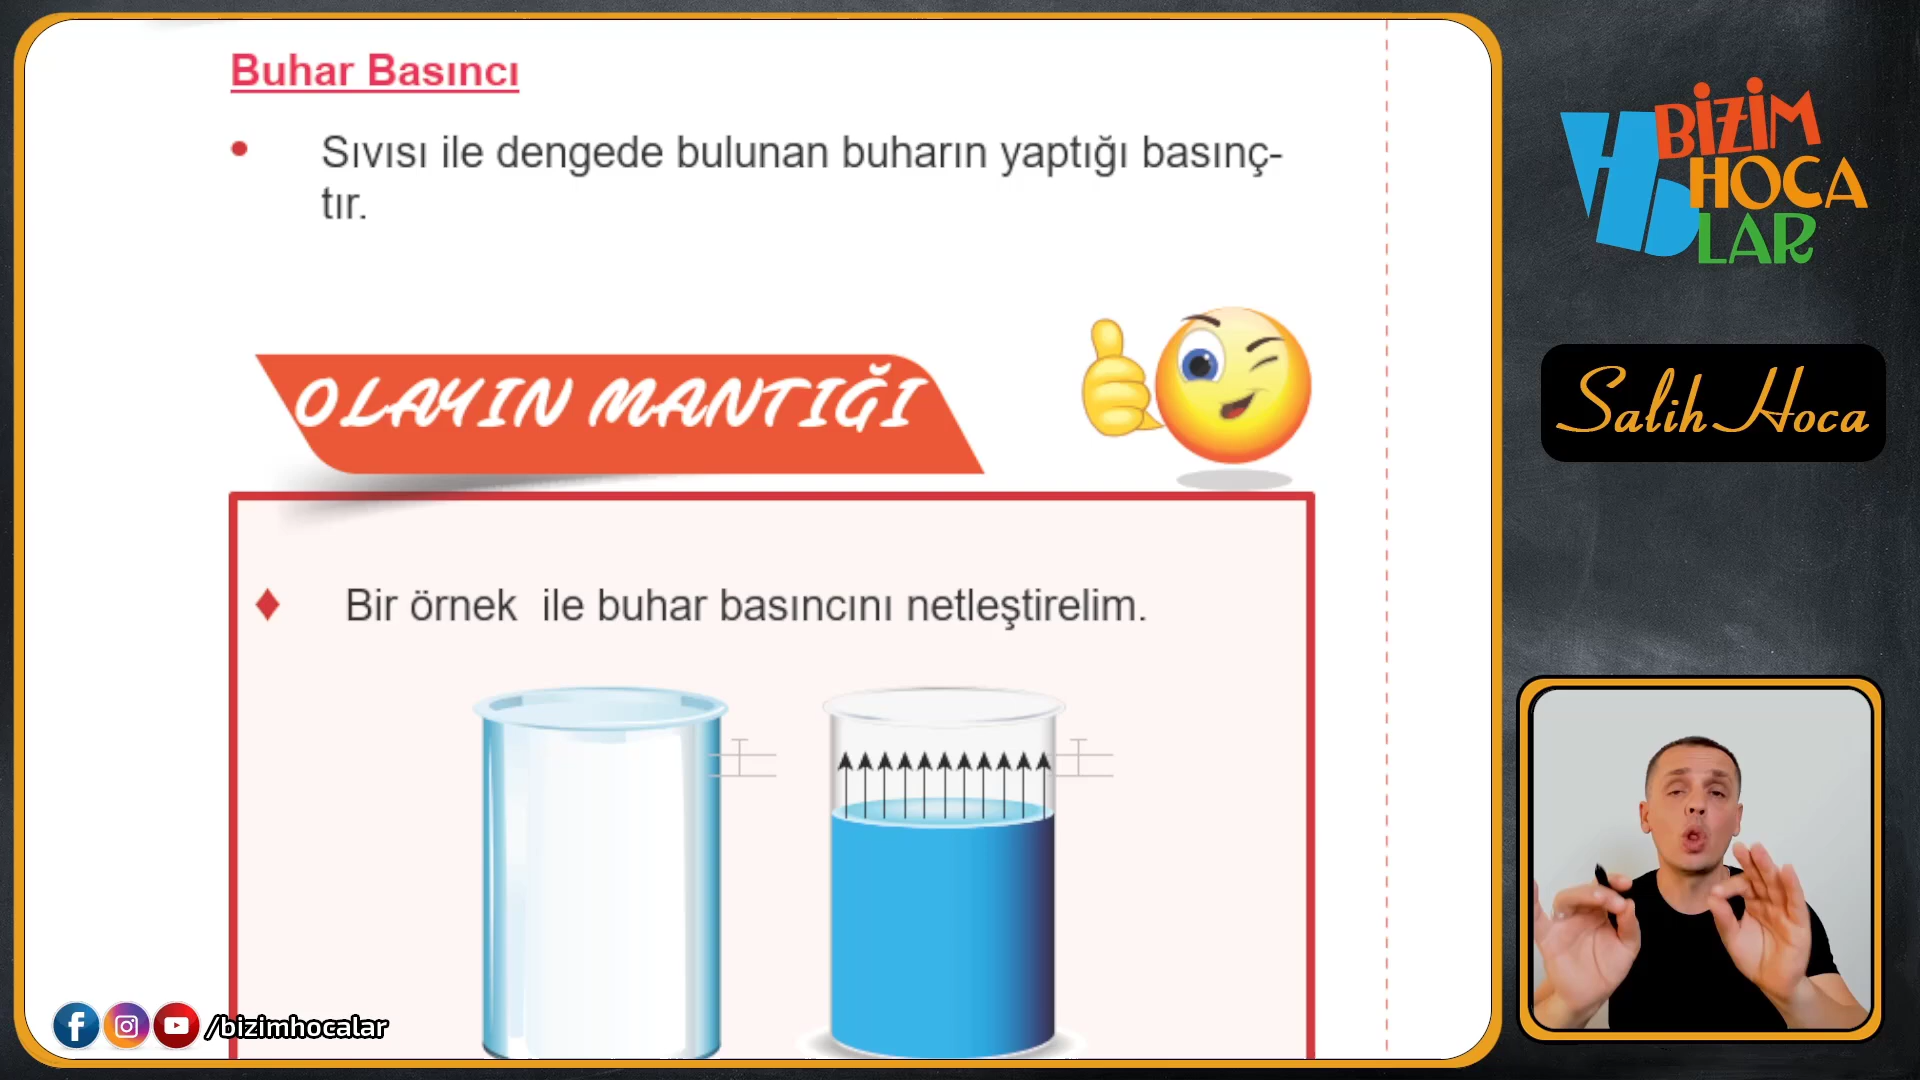 Buhar Basıncı
• Sıvısı ile dengede bulunan buharın yaptığı basınç-
tır.
OLAYIN MANTIĞI
♦ Bir örnek ile buhar basıncını netleştirelim.
/bizimhocalar
BİZİM
HOCA
LAR
Salih Hoca